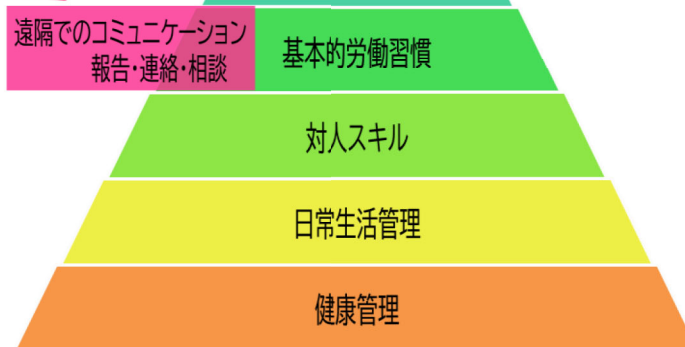 遠隔でのコミュニケーション
報告・連絡・相談
基本的労働習慣
対人スキル
日常生活管理
健康管理